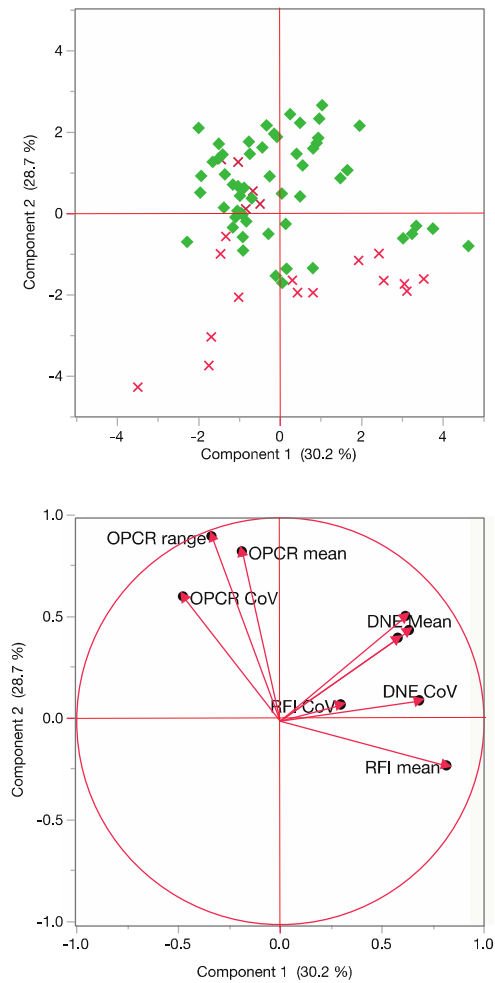 4
2
0
-2
-4
Component 2 (28.7 %)
-4
-2
0
2
4
Component 1 (30.2 %)
1.0
0.5
0.0
-0.5
-1.0
Component 2 (28.7 %)
OPCR range
OPCR mean
OPCR CoV
DNE Mean
RFI CoV
DNE CoV
RFI mean
-1.0
-0.5
0.0
0.5
1.0
Component 1 (30.2 %)